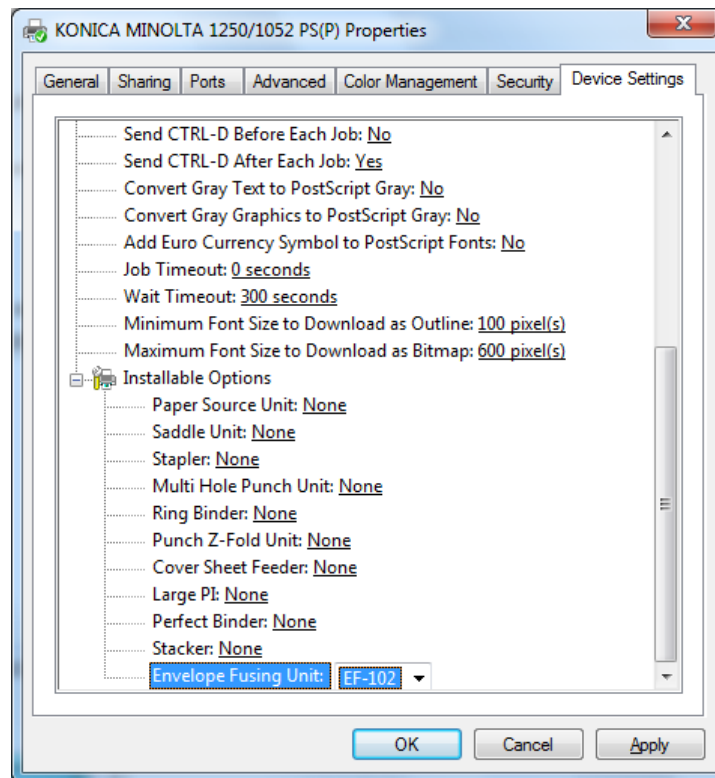 KONICA MINOLTA 1250/1052 PS(P) Properties
General Sharing Ports Advanced Color Management Security Device Settings
Send CTRL-D Before Each Job: No
Send CTRL-D After Each Job: Yes
Convert Gray Text to PostScript Gray: No
Convert Gray Graphics to PostScript Gray: No
Add Euro Currency Symbol to PostScript Fonts: No
Job Timeout: 0 seconds
Wait Timeout: 300 seconds
Minimum Font Size to Download as Outline: 100 pixel(s)
Maximum Font Size to Download as Bitmap: 600 pixel(s)
Installable Options
Paper Source Unit: None
Saddle Unit: None
Stapler: None
Multi Hole Punch Unit: None
Ring Binder: None
Punch Z-Fold Unit: None
Cover Sheet Feeder: None
Large PI: None
Perfect Binder: None
Stacker: None
Envelope Fusing Unit: EF-102
OK Cancel Apply